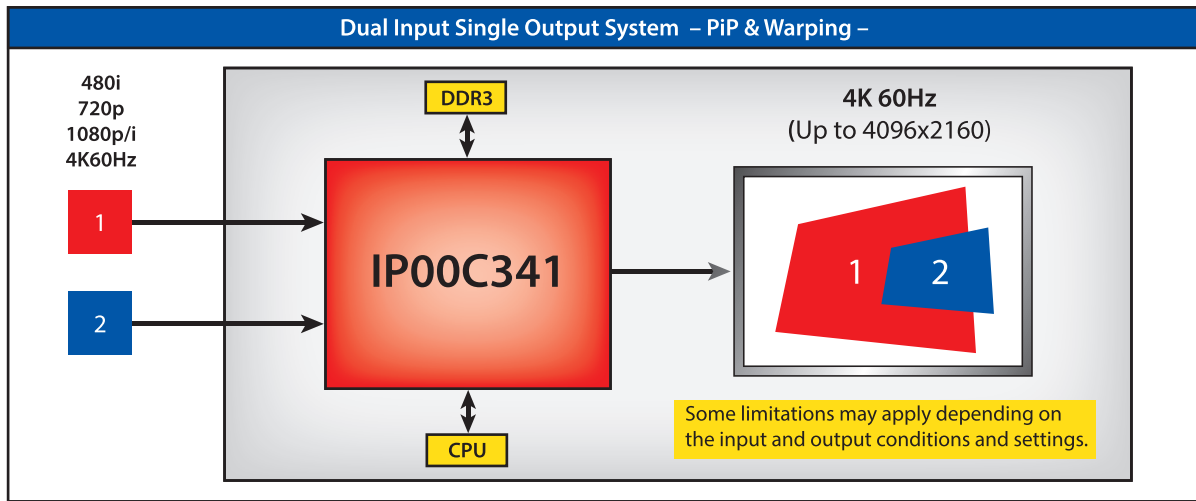 Dual Input Single Output System – PiP & Warping –
480i
720p
1080p/i
4K60Hz
1
2
DDR3
IP00C341
CPU
4K 60Hz
(Up to 4096x2160)
1
2
Some limitations may apply depending on
the input and output conditions and settings.